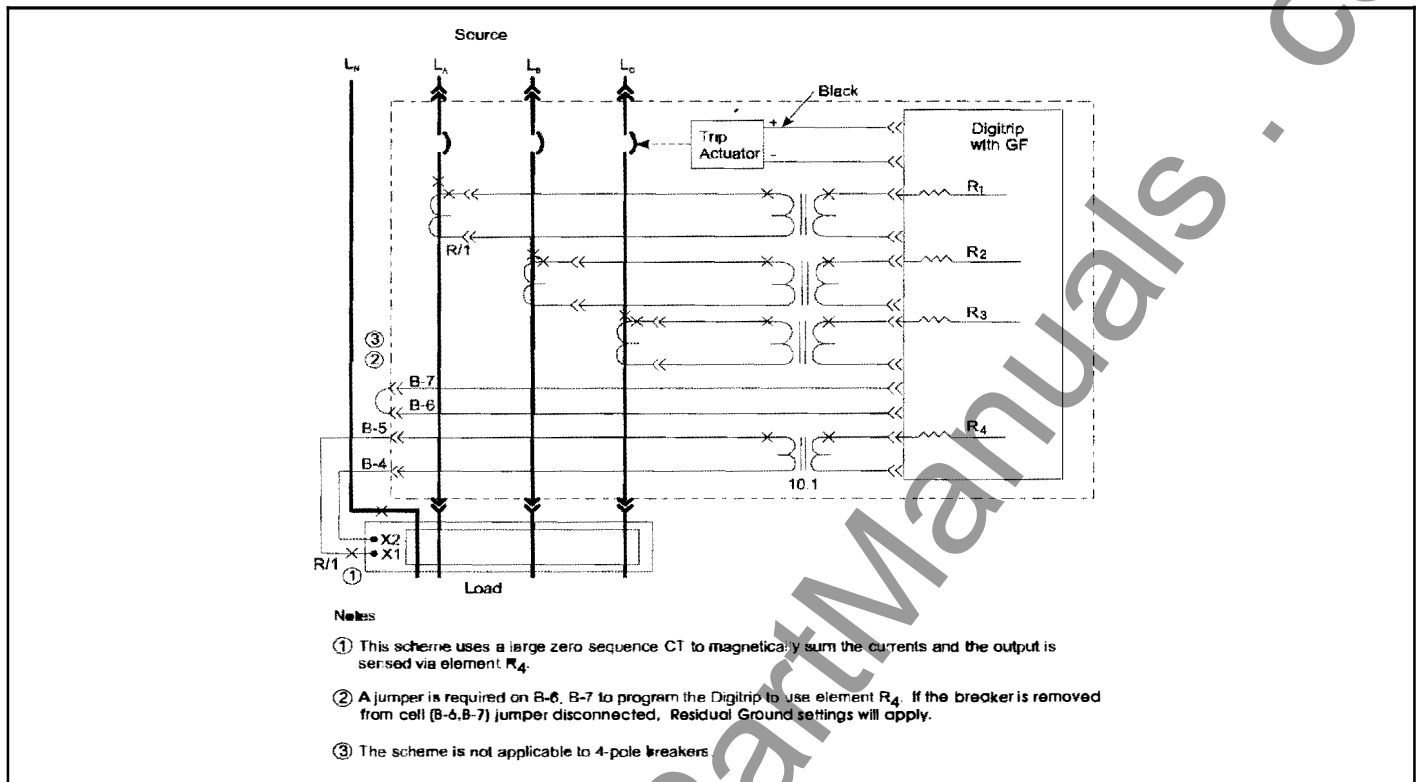 Source
L_N L_A L_B L_C
Black
+
-
Trip
Actuator
Digitrip
with GF
R1
R/1
R2
R3
③
②
B-7
B-6
B-5
R4
B-4
10:1
X2
X1
R/1
①
Load
Notes
① This scheme uses a large zero sequence CT to magnetically sum the currents and the output is
sensed via element R4.
② A jumper is required on B-6, B-7 to program the Digitrip to use element R4. If the breaker is removed
from cell (B-6,B-7) jumper disconnected, Residual Ground settings will apply.
③ The scheme is not applicable to 4-pole breakers.